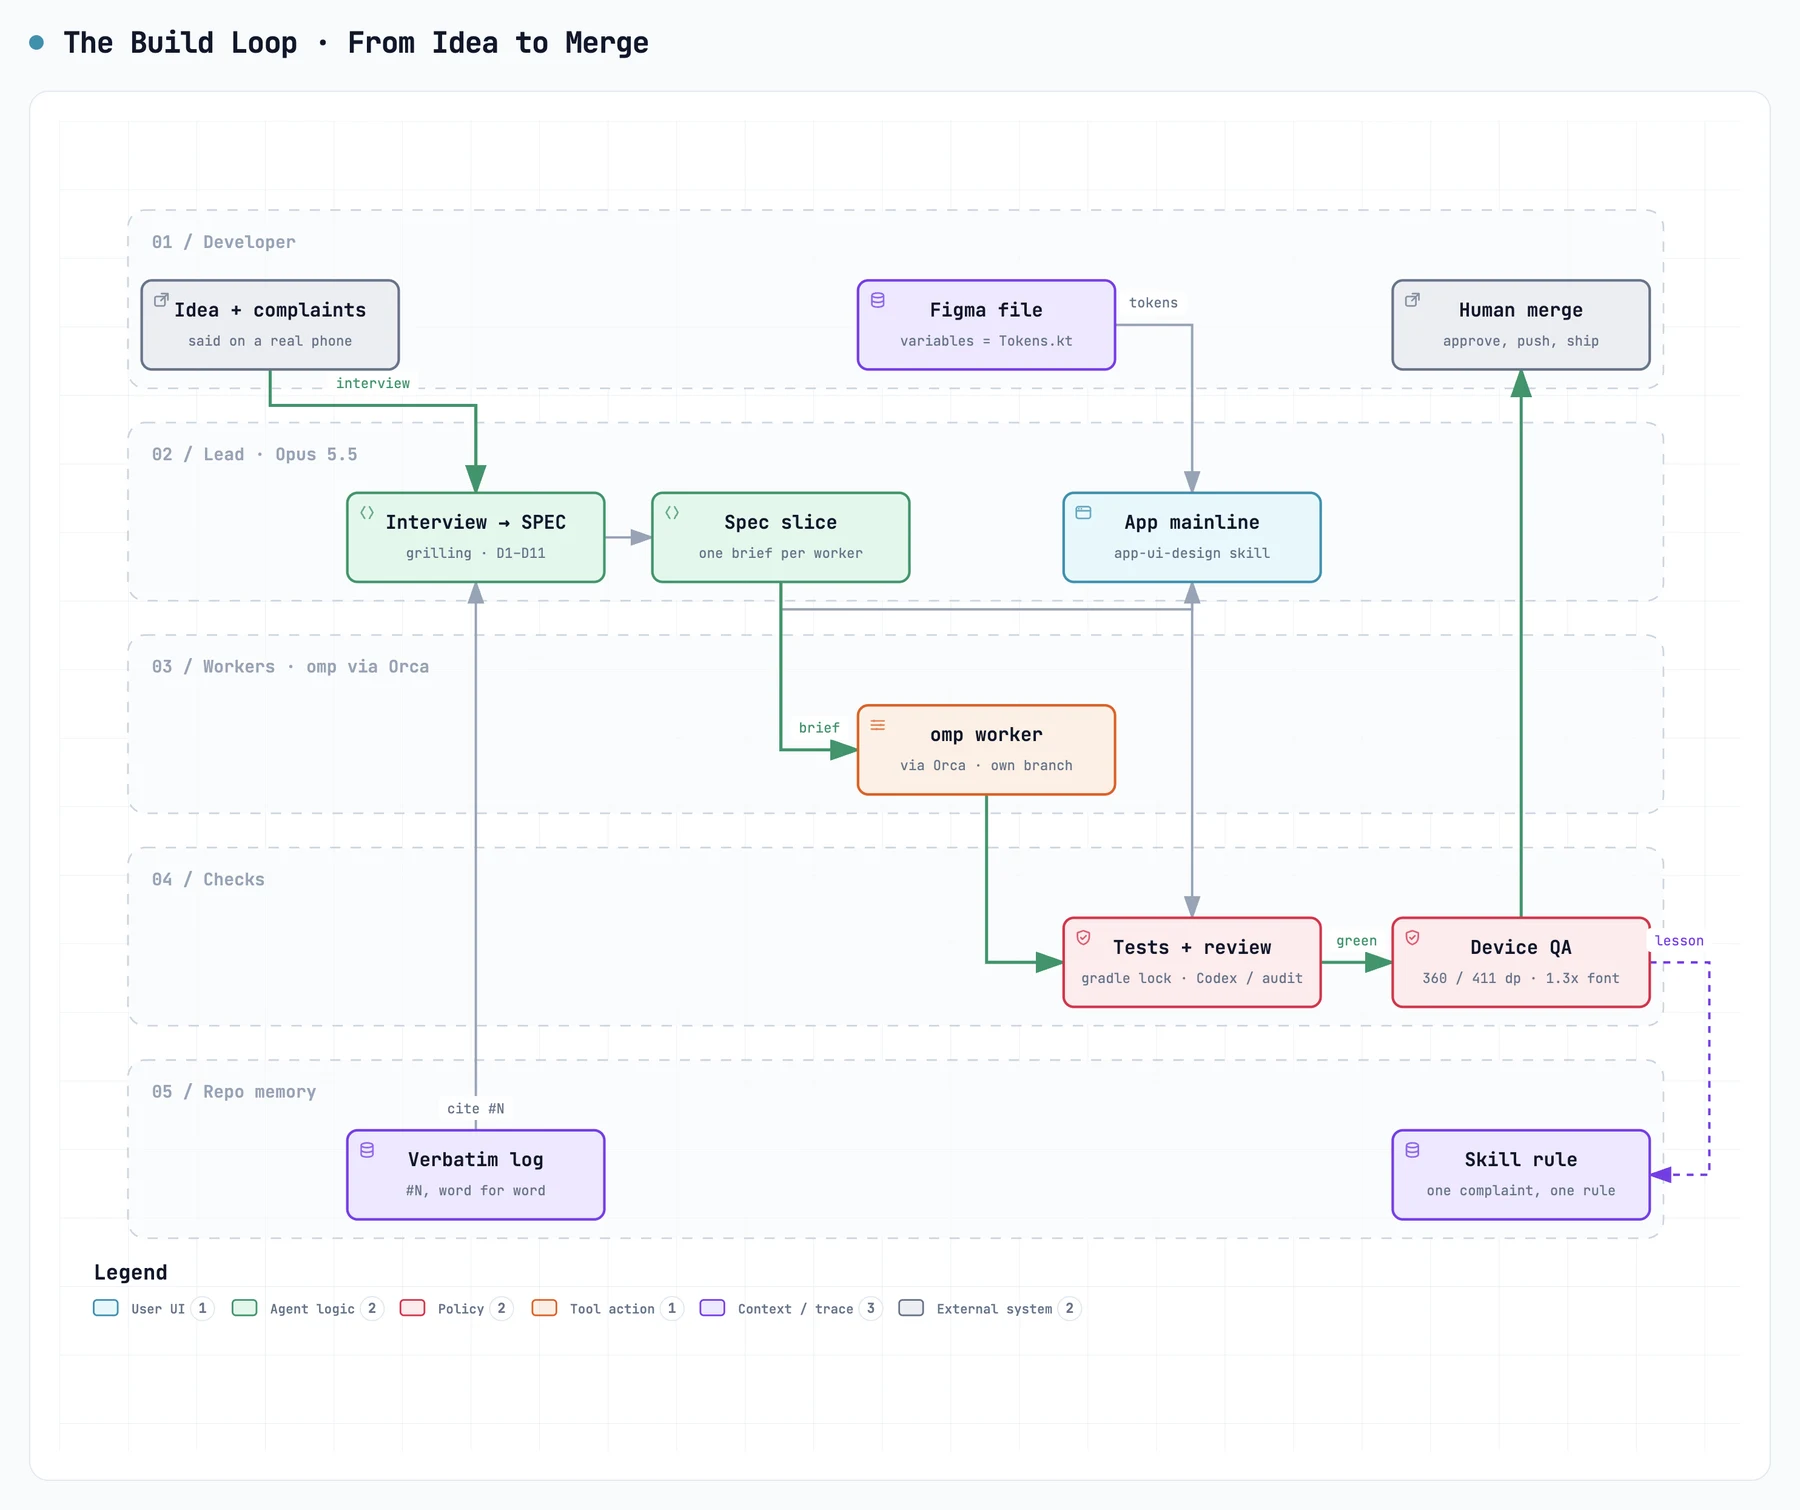 The Build Loop · From Idea to Merge
01 / Developer
Idea + complaints
said on a real phone
Figma file
variables = Tokens.kt
tokens
Human merge
approve, push, ship
interview
02 / Lead · Opus 5.5
Interview → SPEC
grilling · D1–D11
Spec slice
one brief per worker
App mainline
app-ui-design skill
03 / Workers · omp via Orca
brief
omp worker
via Orca · own branch
04 / Checks
Tests + review
gradle lock · Codex / audit
green
Device QA
360 / 411 dp · 1.3x font
lesson
05 / Repo memory
cite #N
Verbatim log
#N, word for word
Skill rule
one complaint, one rule
Legend
User UI 1
Agent logic 2
Policy 2
Tool action 1
Context / trace 3
External system 2